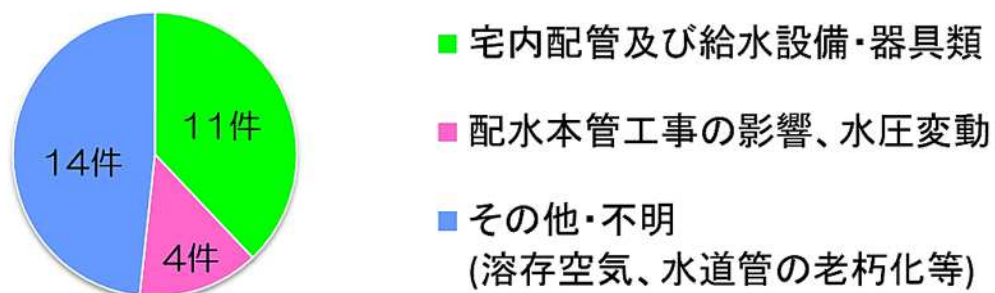 11件
14件
4件
宅内配管及び給水設備・器具類
配水本管工事の影響、水圧変動
その他・不明
(溶存空気、水道管の老朽化等)